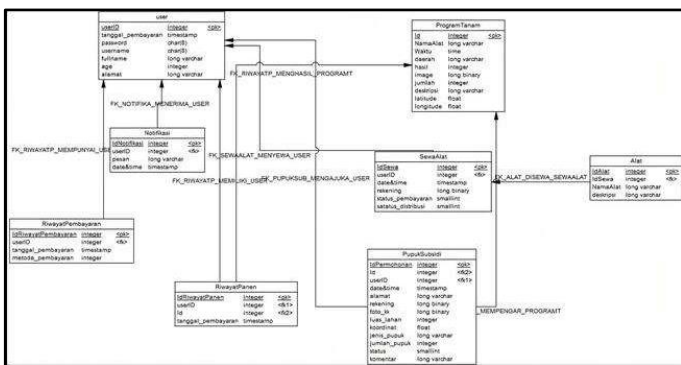 user
userID integer <pk>
tanggal_pembayaran timestamp
password char(8)
username char(8)
fullname long varchar
age integer
alamat long varchar
ProgramTanam
Id integer <pk>
NamaAlat long varchar
Waktu time
daerah long varchar
hasil integer
image long binary
jumlah integer
deskripsi long varchar
latitude float
longitude float
FK_RIWAYATP_MENGHASIL_PROGRAMT
FK_NOTIFIKA_MENERIMA_USER
Notifikasi
IdNotifikasi integer <pk>
userID integer <fk>
pesan long varchar
date&time timestamp
FK_RIWAYATP_MEMPUNYAI_USE
FK_SEWAALAT_MENYEWA_USER
FK_RIWAYATP_MEMILIKI_USER
FK_PUPUKSUB_MENGAJUKA_USER
SewaAlat
IdSewa integer <pk>
userID integer <fk>
date&time timestamp
rekening long binary
status_pembayaran smallint
satatus_distribusi smallint
FK_ALAT_DISEWA_SEWAALAT
Alat
IdAlat integer <pk>
IdSewa integer <fk>
NamaAlat long varchar
deskripsi long varchar
RiwayatPembayaran
IdRiwayatPembayaran integer <pk>
userID integer <fk>
tanggal_pembayaran timestamp
metoda_pembayaran integer
RiwayatPanen
IdRiwayatPanen integer <pk>
userID integer <fk1>
Id integer <fk2>
tanggal_pembayaran timestamp
PupukSubsidi
IdPermohonan integer <pk>
Id integer <fk2>
userID integer <fk1>
date&time timestamp
alamat long varchar
rekening long binary
foto_kk long binary
luas_lahan integer
koordinat float
jenis_pupuk long varchar
jumlah_pupuk integer
status smallint
komentar long varchar
_MEMPENGAR_PROGRAMT